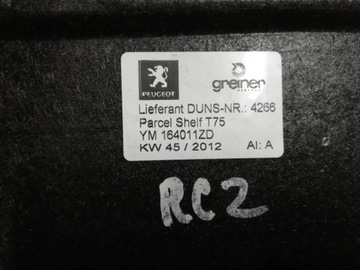 PEUGEOT greiner
Lieferant DUNS-NR.: 4266
Parcel Shelf T75
YM 164011ZD
KW 45 / 2012 AI: A
RC2